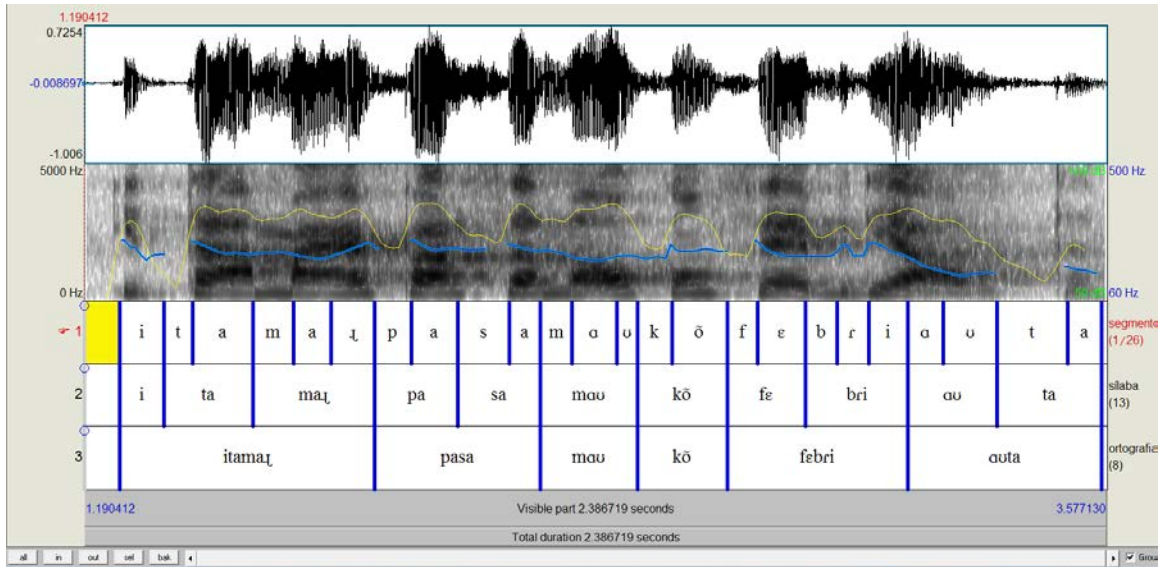 1.190412
0.7254
-0.008697
-1.006
5000 Hz 500 Hz
0 Hz 60 Hz
1 i t a m a ɻ p a s a m ɑ ʊ k õ f ɛ b ɾ i ɑ ʊ t a segmento (1/26)
2 i ta maɻ pa sa mɑʊ kõ fɛ bɾi ɑʊ ta sílaba (13)
3 itamaɻ pasa mɑʊ kõ fɛbɾi ɑʊta ortografia (8)
1.190412 Visible part 2.386719 seconds 3.577130
Total duration 2.386719 seconds
all in out sel bak Grou